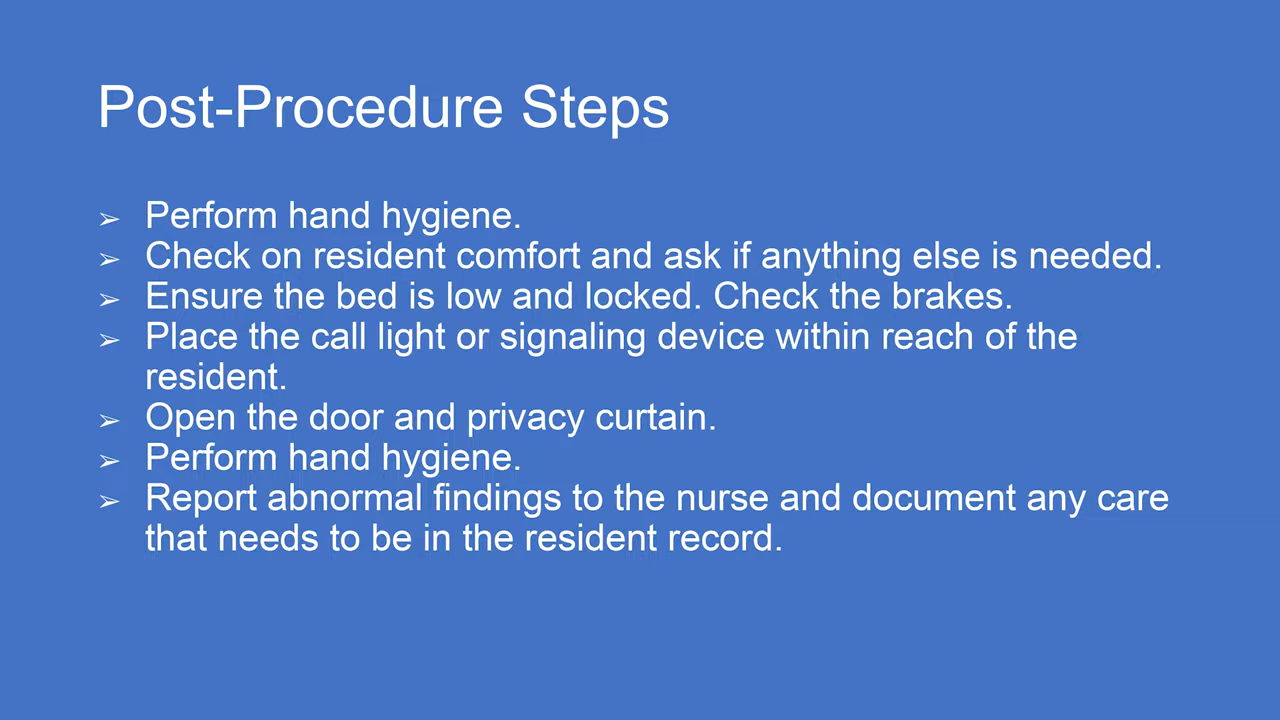 Post-Procedure Steps
➢ Perform hand hygiene.
➢ Check on resident comfort and ask if anything else is needed.
➢ Ensure the bed is low and locked. Check the brakes.
➢ Place the call light or signaling device within reach of the
resident.
➢ Open the door and privacy curtain.
➢ Perform hand hygiene.
➢ Report abnormal findings to the nurse and document any care
that needs to be in the resident record.